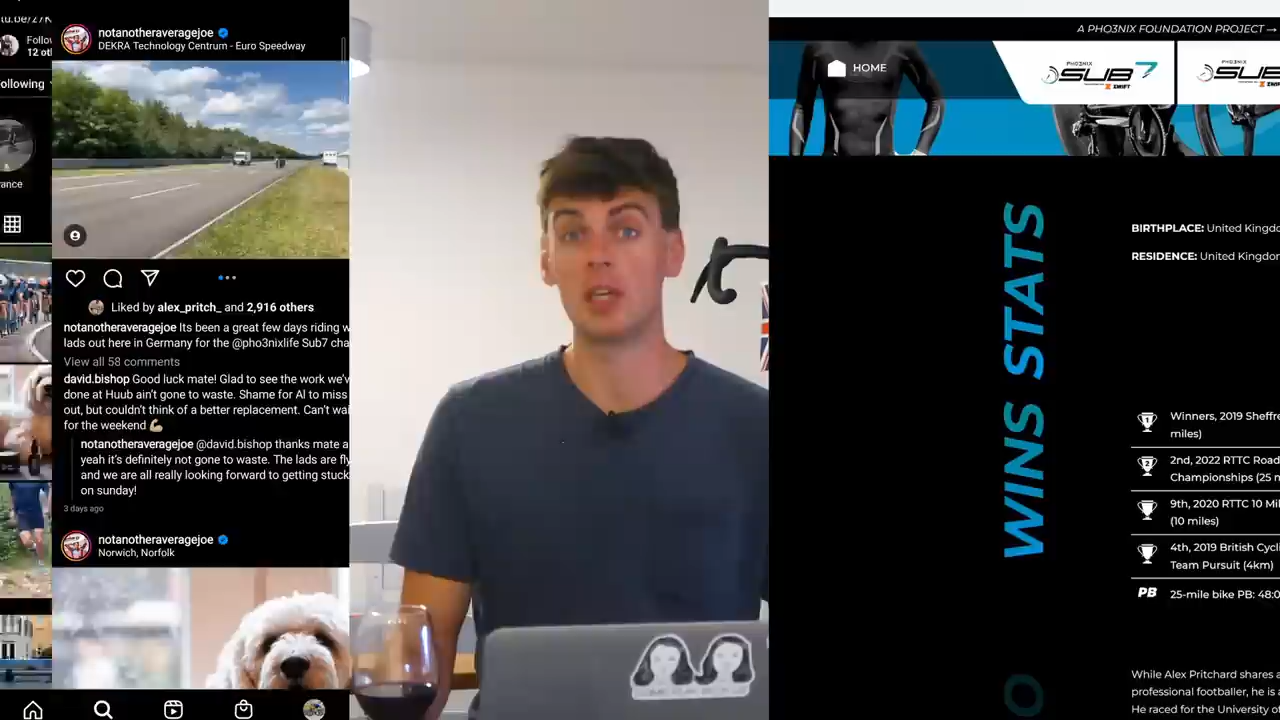 Follow
12 ot
notanotheraveragejoe
DEKRA Technology Centrum - Euro Speedway
ollowing
Liked by alex_pritch_ and 2,916 others
notanotheraveragejoe Its been a great few days riding w
lads out here in Germany for the @pho3nixlife Sub7 cha
View all 58 comments
david.bishop Good luck mate! Glad to see the work we'v
done at Huub ain't gone to waste. Shame for Al to miss
out, but couldn't think of a better replacement. Can't wai
for the weekend 💪
notanotheraveragejoe @david.bishop thanks mate a
yeah it's definitely not gone to waste. The lads are fly
and we are all really looking forward to getting stuck
on sunday!
3 days ago
notanotheraveragejoe
Norwich, Norfolk
A PHO3NIX FOUNDATION PROJECT →
HOME
PHO3NIX
SUB7
ZWIFT
PHO3NIX
SUB
WINS STATS
BIRTHPLACE: United Kingdo
RESIDENCE: United Kingdom
Winners, 2019 Sheffre
miles)
2nd, 2022 RTTC Road
Championships (25 m
9th, 2020 RTTC 10 Mil
(10 miles)
4th, 2019 British Cycli
Team Pursuit (4km)
PB 25-mile bike PB: 48:0
While Alex Pritchard shares a
professional footballer, he is a
He raced for the University of